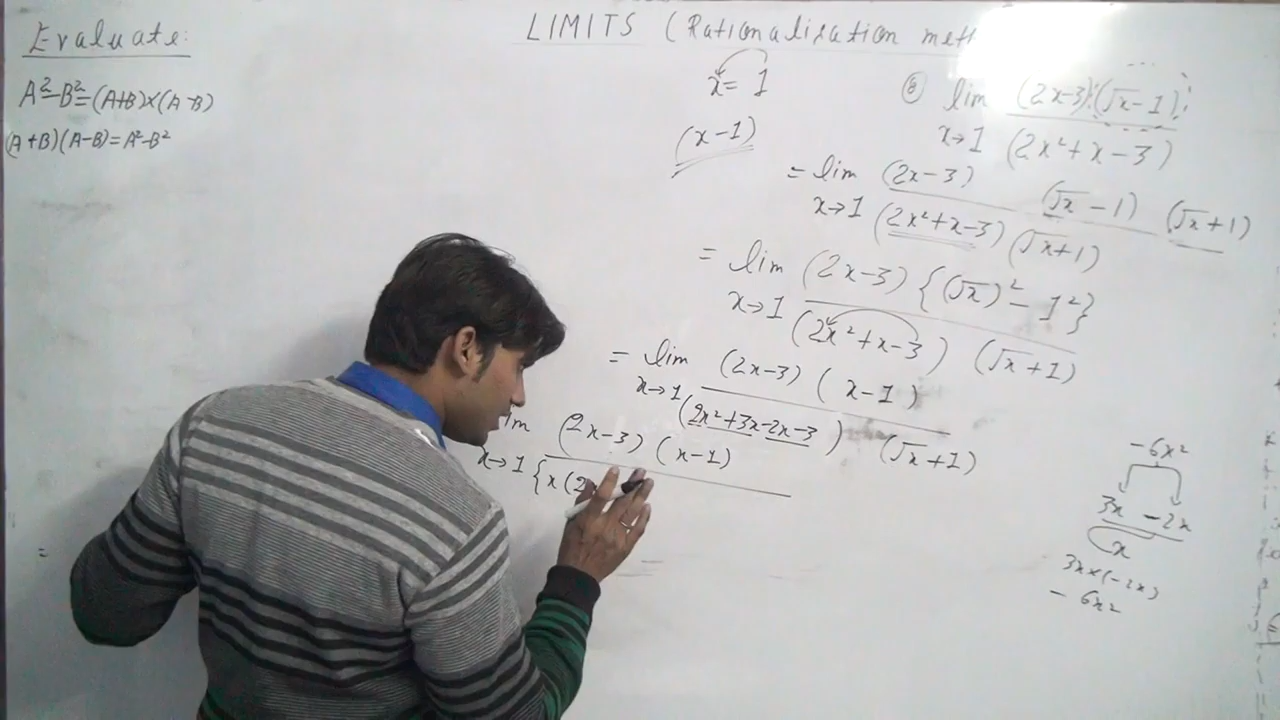 Evaluate:
A²-B²=(A+B)×(A-B)
(A+B)(A-B)=A²-B²
LIMITS (Rationalization meth
x=1
(x-1)
⑧ lim (2x-3)(√x-1)
x→1 (2x²+x-3)
= lim (2x-3) (√x-1) (√x+1)
x→1 (2x²+x-3) (√x+1)
= lim (2x-3) {(√x)²-1²}
x→1 (2x²+x-3) (√x+1)
= lim (2x-3) (x-1)
x→1 (2x²+3x-2x-3) (√x+1)
lim (2x-3) (x-1)
x→1 {x(2x
=
-6x²
3x -2x
x
3x×(-2x)
-6x²